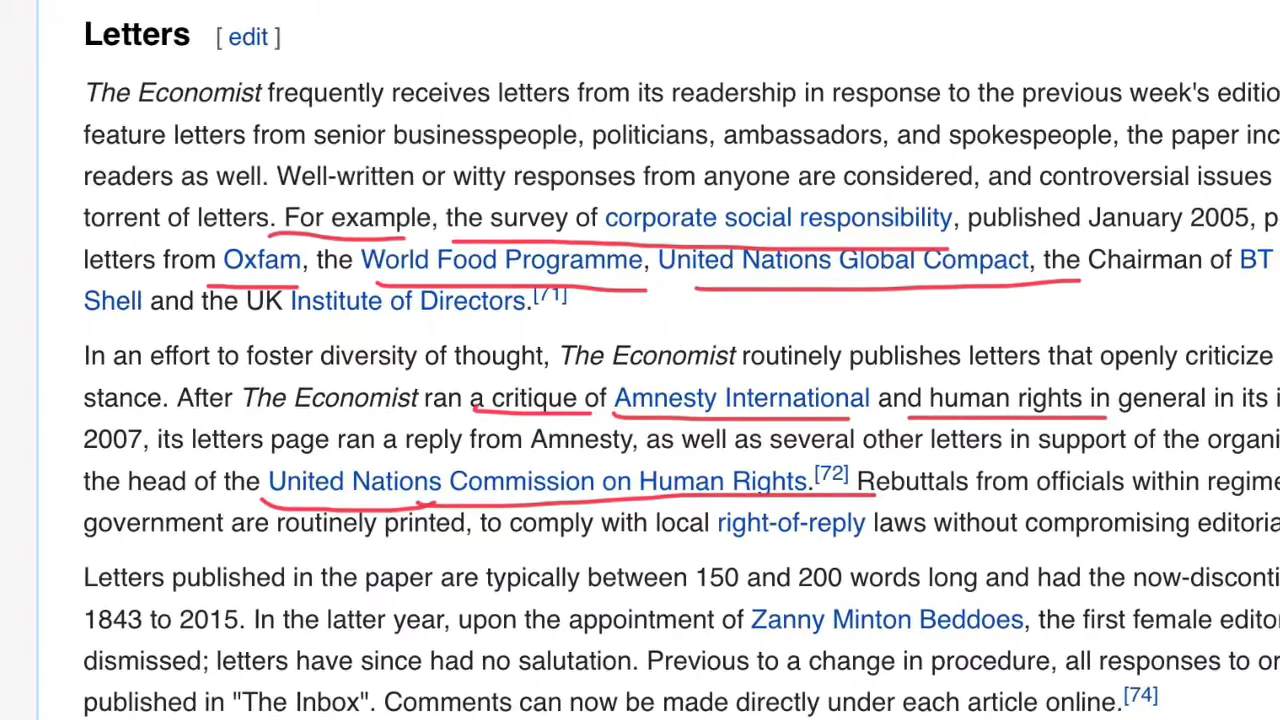 Letters [ edit ]
The Economist frequently receives letters from its readership in response to the previous week's editio
feature letters from senior businesspeople, politicians, ambassadors, and spokespeople, the paper inc
readers as well. Well-written or witty responses from anyone are considered, and controversial issues
torrent of letters. For example, the survey of corporate social responsibility, published January 2005, p
letters from Oxfam, the World Food Programme, United Nations Global Compact, the Chairman of BT
Shell and the UK Institute of Directors.[71]
In an effort to foster diversity of thought, The Economist routinely publishes letters that openly criticize
stance. After The Economist ran a critique of Amnesty International and human rights in general in its i
2007, its letters page ran a reply from Amnesty, as well as several other letters in support of the organi
the head of the United Nations Commission on Human Rights.[72] Rebuttals from officials within regime
government are routinely printed, to comply with local right-of-reply laws without compromising editoria
Letters published in the paper are typically between 150 and 200 words long and had the now-disconti
1843 to 2015. In the latter year, upon the appointment of Zanny Minton Beddoes, the first female edito
dismissed; letters have since had no salutation. Previous to a change in procedure, all responses to or
published in "The Inbox". Comments can now be made directly under each article online.[74]